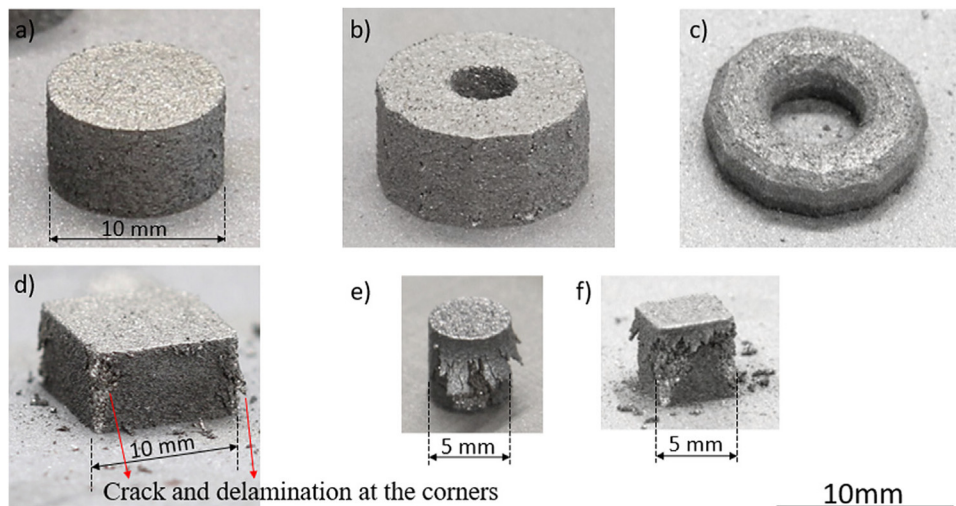 a)
b)
c)
10 mm
d)
e)
f)
10 mm
5 mm
5 mm
Crack and delamination at the corners
10mm